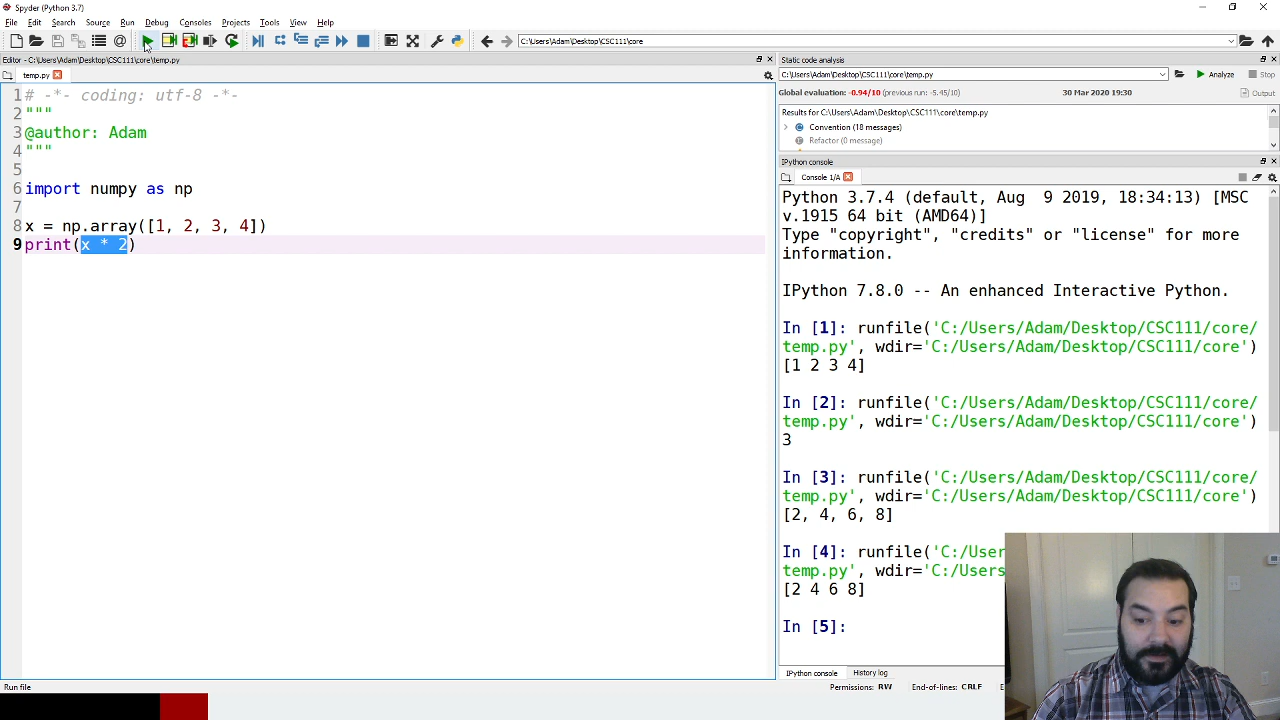 Spyder (Python 3.7)
File Edit Search Source Run Debug Consoles Projects Tools View Help
C:\Users\Adam\Desktop\CSC111\core
Editor - C:\Users\Adam\Desktop\CSC111\core\temp.py
temp.py
1 # -*- coding: utf-8 -*-
2 """
3 @author: Adam
4 """
5
6 import numpy as np
7
8 x = np.array([1, 2, 3, 4])
9 print(x * 2)
Static code analysis
C:\Users\Adam\Desktop\CSC111\core\temp.py Analyze Stop
Global evaluation: -0.94/10 (previous run: -5.45/10) 30 Mar 2020 19:30 Output
Results for C:\Users\Adam\Desktop\CSC111\core\temp.py
Convention (18 messages)
Refactor (0 message)
IPython console
Console 1/A
Python 3.7.4 (default, Aug  9 2019, 18:34:13) [MSC
v.1915 64 bit (AMD64)]
Type "copyright", "credits" or "license" for more
information.
IPython 7.8.0 -- An enhanced Interactive Python.
In [1]: runfile('C:/Users/Adam/Desktop/CSC111/core/
temp.py', wdir='C:/Users/Adam/Desktop/CSC111/core')
[1 2 3 4]
In [2]: runfile('C:/Users/Adam/Desktop/CSC111/core/
temp.py', wdir='C:/Users/Adam/Desktop/CSC111/core')
3
In [3]: runfile('C:/Users/Adam/Desktop/CSC111/core/
temp.py', wdir='C:/Users/Adam/Desktop/CSC111/core')
[2, 4, 6, 8]
In [4]: runfile('C:/User
temp.py', wdir='C:/Users
[2 4 6 8]
In [5]:
IPython console History log
Run file Permissions: RW End-of-lines: CRLF E